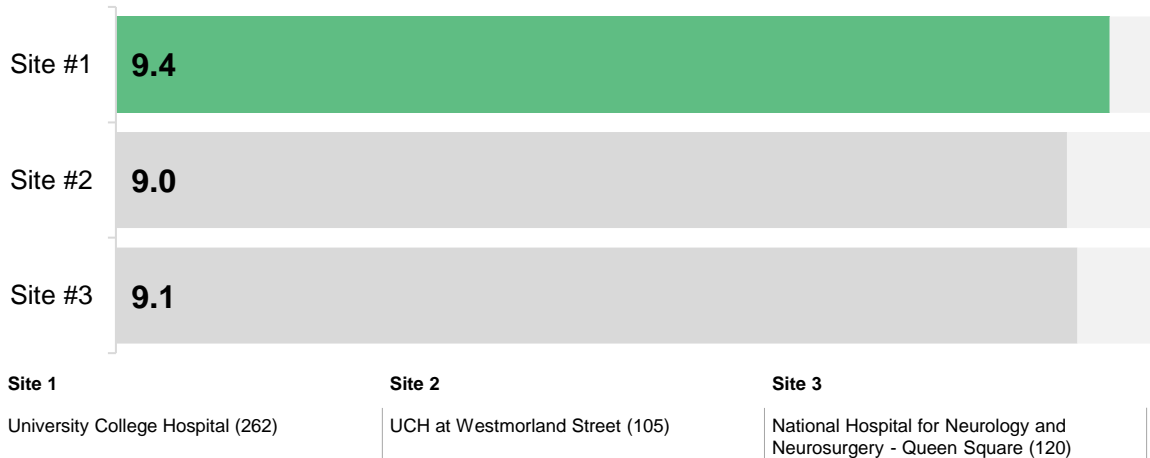 Site #1
9.4
Site #2
9.0
Site #3
9.1
Site 1
Site 2
Site 3
University College Hospital (262)
UCH at Westmorland Street (105)
National Hospital for Neurology and
Neurosurgery - Queen Square (120)